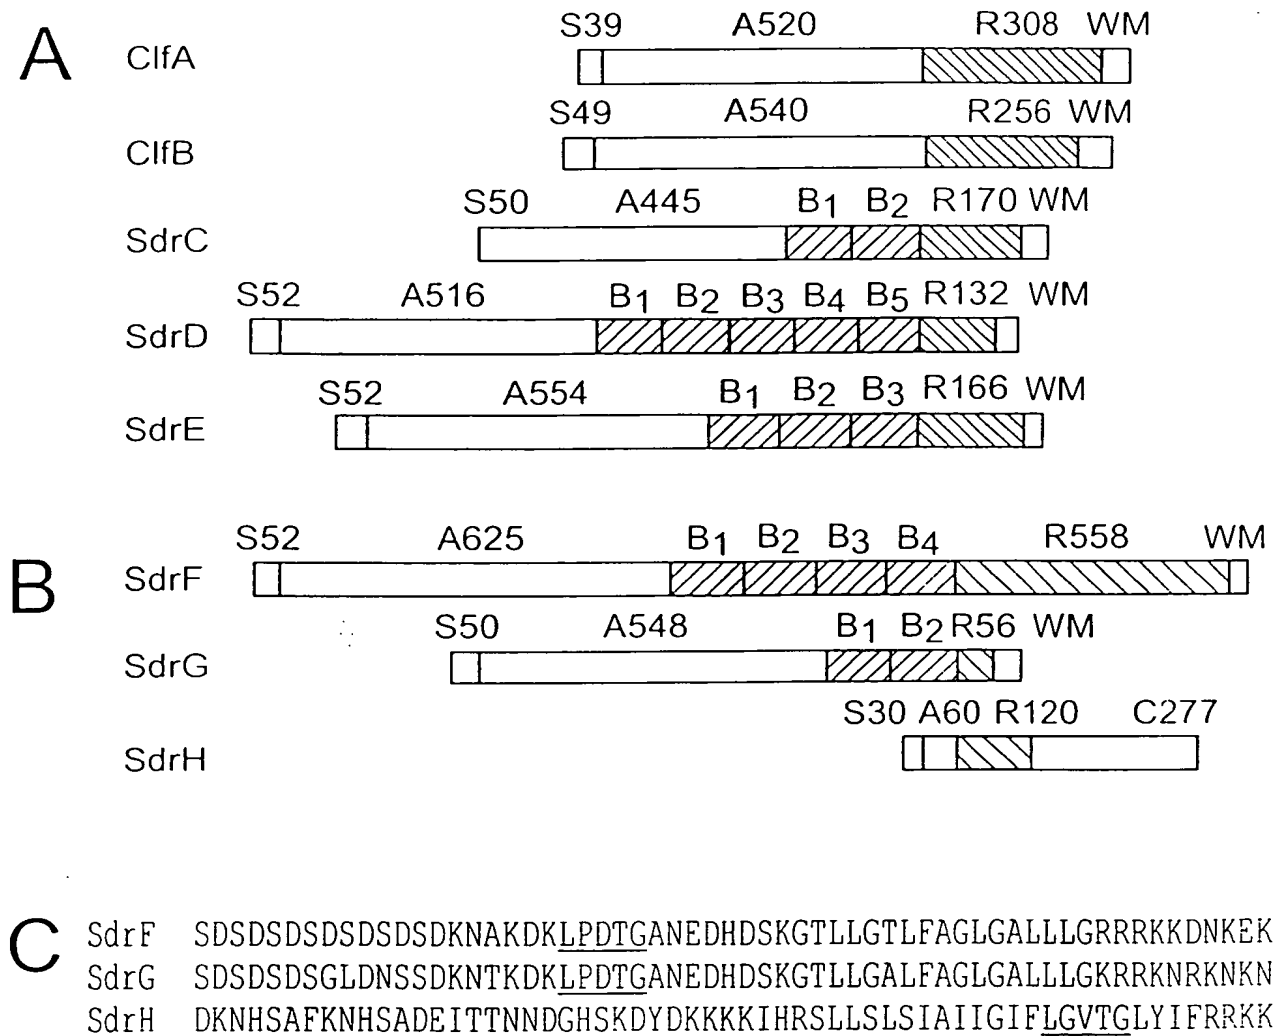 A
S39 A520 R308 WM
ClfA
S49 A540 R256 WM
ClfB
S50 A445 B1 B2 R170 WM
SdrC
S52 A516 B1 B2 B3 B4 B5 R132 WM
SdrD
S52 A554 B1 B2 B3 R166 WM
SdrE
B
S52 A625 B1 B2 B3 B4 R558 WM
SdrF
S50 A548 B1 B2 R56 WM
SdrG
S30 A60 R120 C277
SdrH
C
SdrF SDSDSDSDSDSDSDKNAKDKLPDTGANEDHDSKGTLLGTLFAGLGALLLGRRRKKDNKEK
SdrG SDSDSDSGLDNSSDKNTKDKLPDTGANEDHDSKGTLLGALFAGLGALLLGKRRKNRKNKN
SdrH DKNHSAFKNHSADEITTNNDGHSKDYDKKKKIHRSLLSLSIAIIGIFLGVTGLYIFRRKK